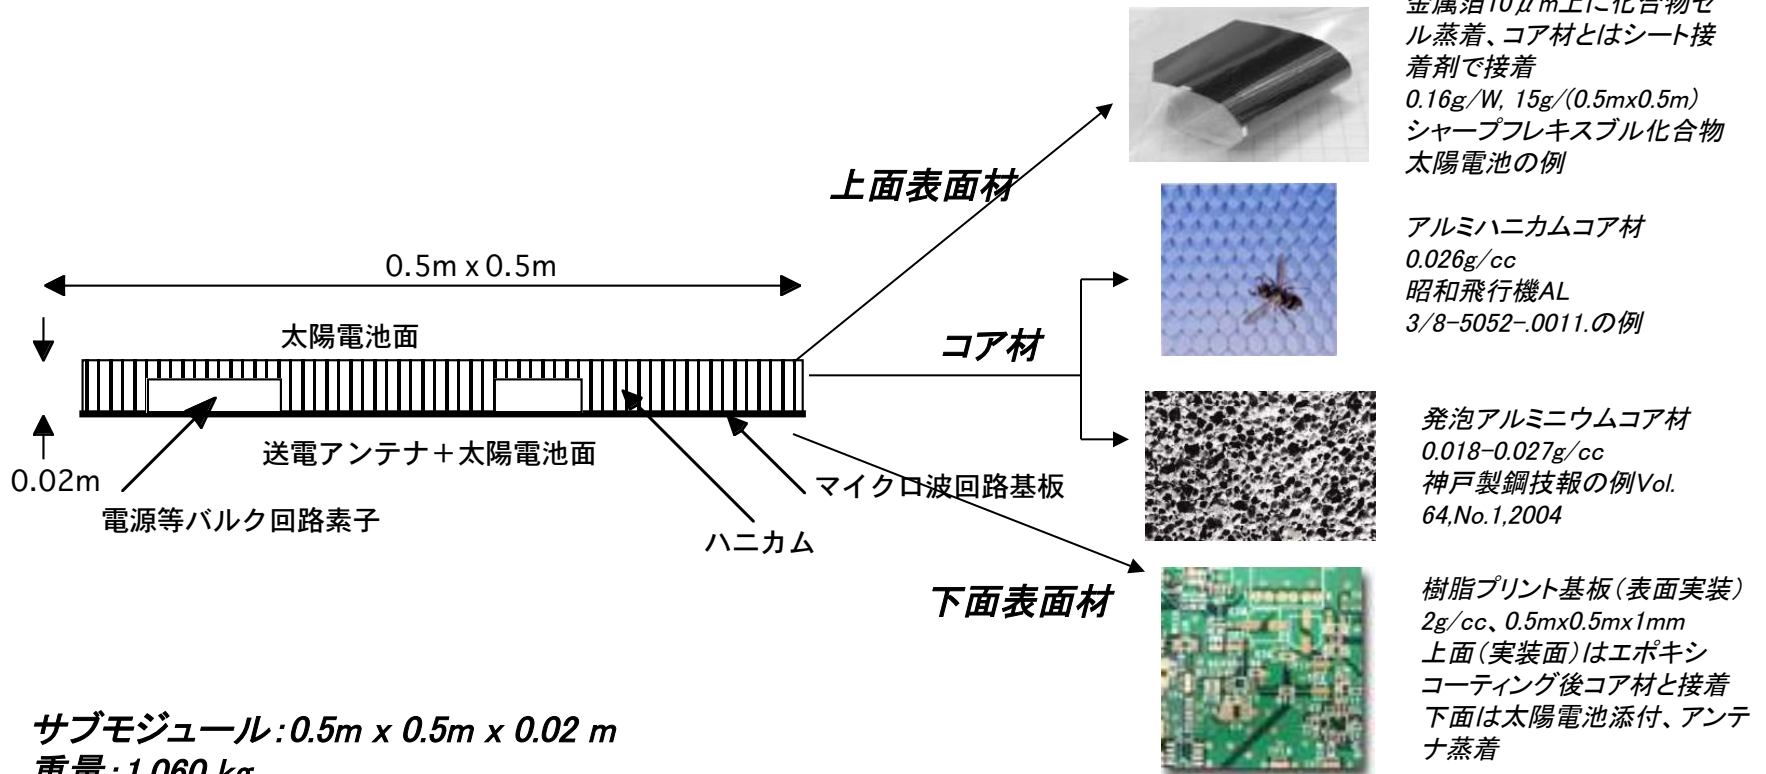 金属箔10μm上に化合物セ
ル蒸着、コア材とはシート接
着剤で接着
0.16g/W, 15g/(0.5mx0.5m)
シャープフレキスブル化合物
太陽電池の例
上面表面材
アルミハニカムコア材
0.026g/cc
昭和飛行機AL
3/8-5052-.0011.の例
0.5m x 0.5m
太陽電池面
コア材
発泡アルミニウムコア材
0.018-0.027g/cc
神戸製鋼技報の例Vol.
64,No.1,2004
送電アンテナ＋太陽電池面
0.02m
マイクロ波回路基板
電源等バルク回路素子
ハニカム
下面表面材
樹脂プリント基板（表面実装）
2g/cc、0.5mx0.5mx1mm
上面（実装面）はエポキシ
コーティング後コア材と接着
下面は太陽電池添付、アンテ
ナ蒸着
サブモジュール：0.5m x 0.5m x 0.02 m
重量：1.060 kg